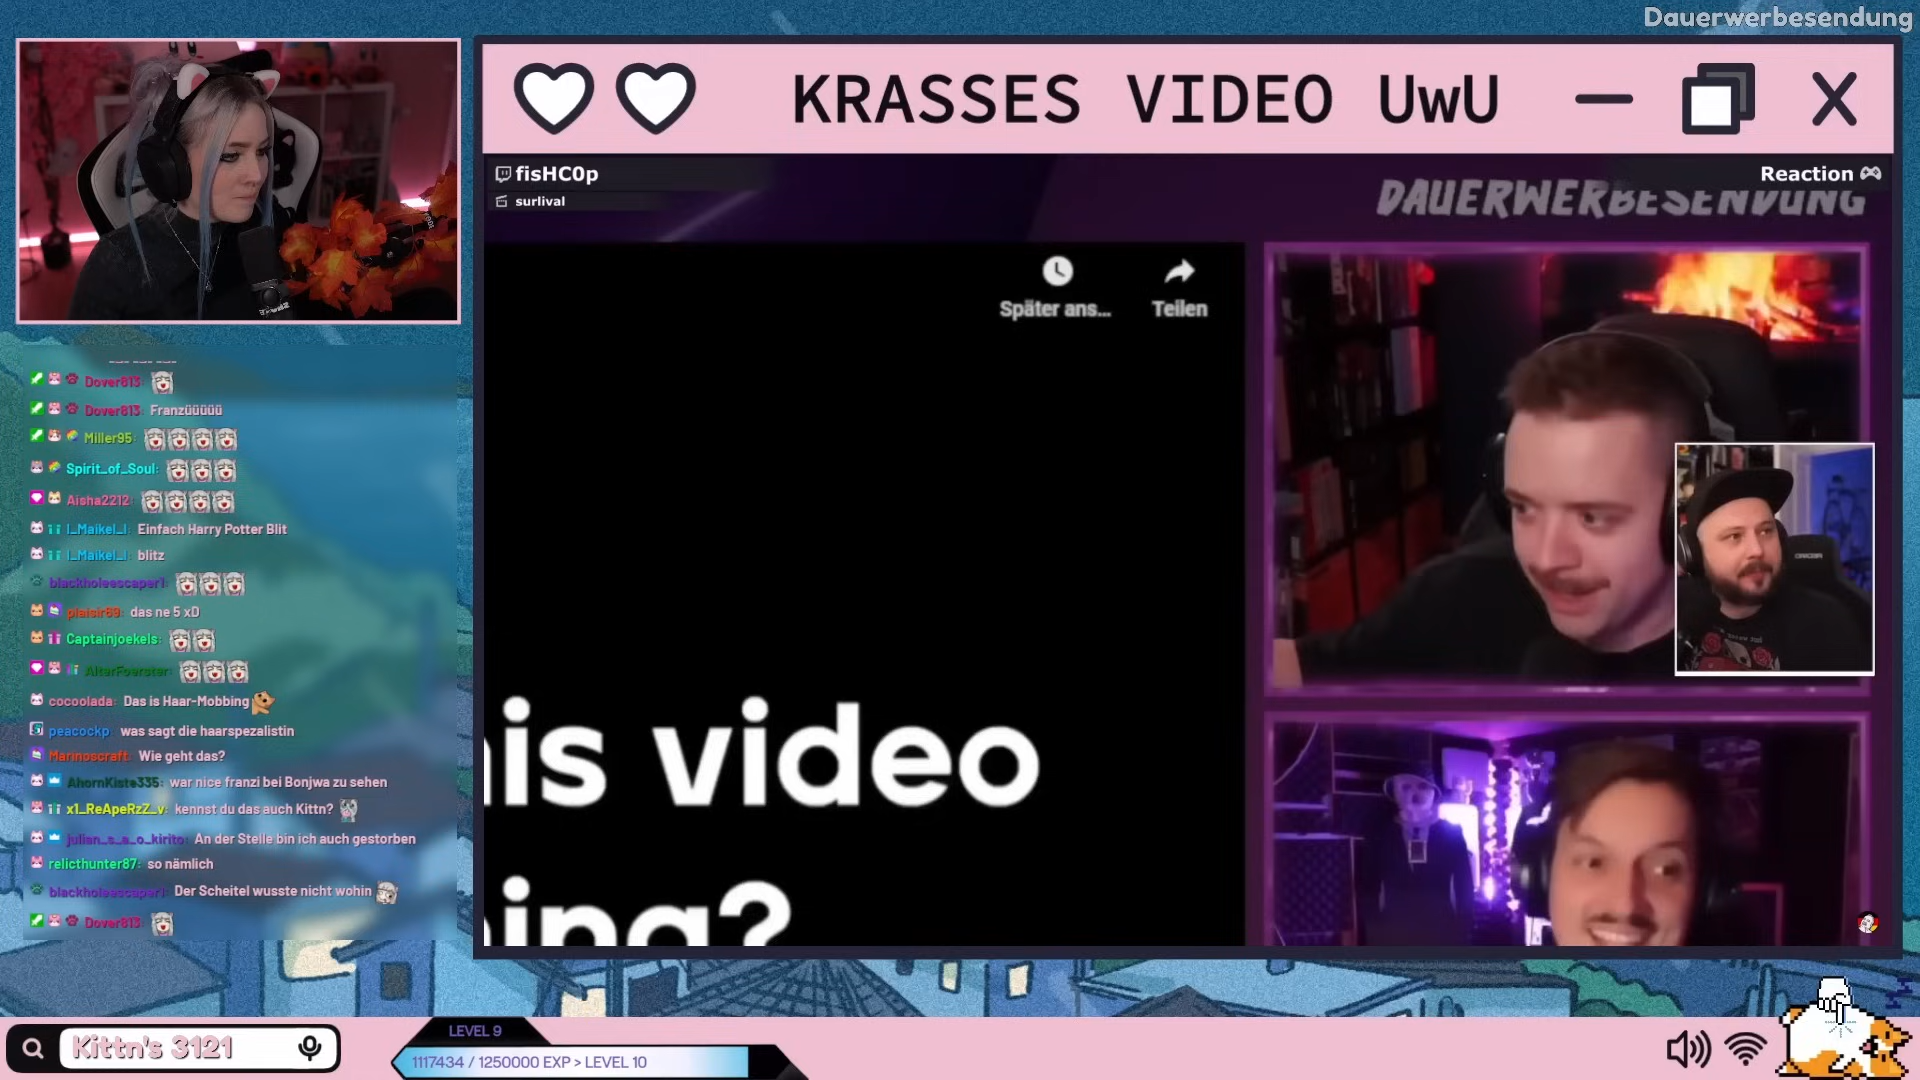 Dauerwerbesendung
KRASSES VIDEO UwU
fisHC0p
surlival
Reaction
DAUERWERBESENDUNG
Später ans...
Teilen
is video
ing?
Dover813:
Dover813: Franzüüüüü
Miller95:
Spirit_of_Soul:
Aisha2212:
I_Maikel_I: Einfach Harry Potter Blit
I_Maikel_I: blitz
blackholeescaper1:
plaisir69: das ne 5 xD
Captainjoekels:
AlterFoerster:
cocoolada: Das is Haar-Mobbing
peacockp: was sagt die haarspezalistin
Marinoscraft: Wie geht das?
AhornKiste335: war nice franzi bei Bonjwa zu sehen
x1_ReApeRzZ_v: kennst du das auch Kittn?
julian_s_a_o_kirito: An der Stelle bin ich auch gestorben
relicthunter87: so nämlich
blackholeescaper1: Der Scheitel wusste nicht wohin
Dover813:
Kittn's 3121
LEVEL 9
1117434 / 1250000 EXP > LEVEL 10